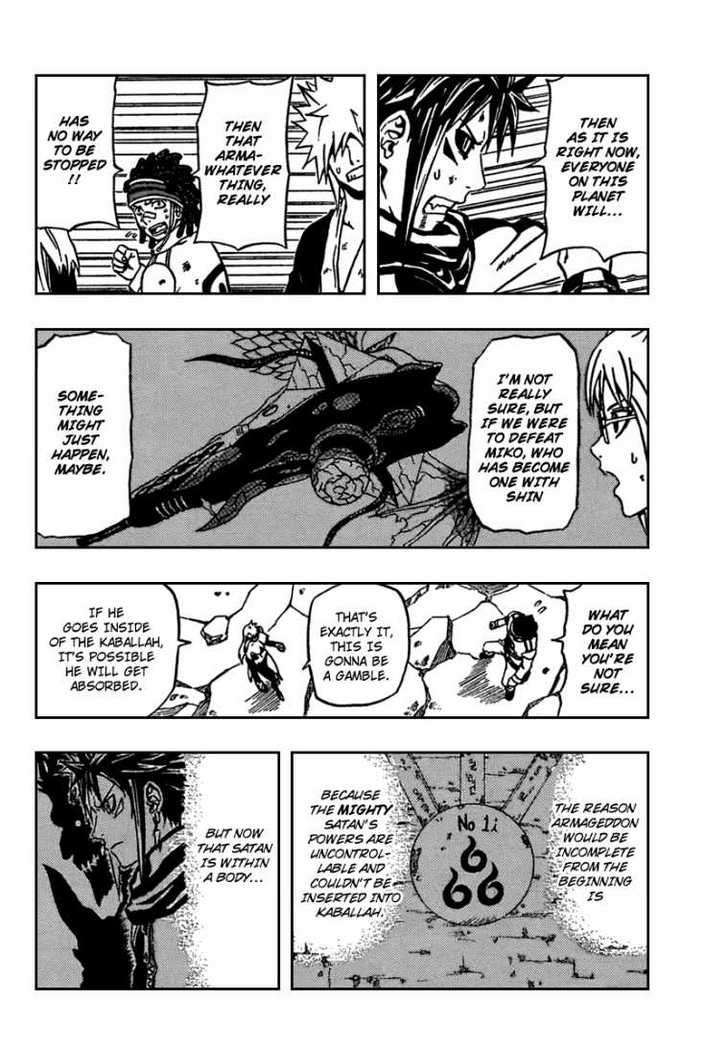 THEN
AS IT IS
RIGHT NOW,
EVERYONE
ON THIS
PLANET
WILL...
THEN
THAT
ARMA-
WHATEVER
THING,
REALLY
HAS
NO WAY
TO BE
STOPPED
!!
I'M NOT
REALLY
SURE, BUT
IF WE WERE
TO DEFEAT
MIKO, WHO
HAS BECOME
ONE WITH
SHIN
SOME-
THING
MIGHT
JUST
HAPPEN,
MAYBE.
WHAT
DO YOU
MEAN
YOU'RE
NOT
SURE...
THAT'S
EXACTLY IT,
THIS IS
GONNA BE
A GAMBLE.
IF HE
GOES INSIDE
OF THE KABALLAH,
IT'S POSSIBLE
HE WILL GET
ABSORBED.
THE REASON
ARMAGEDDON
WOULD BE
INCOMPLETE
FROM THE
BEGINNING
IS
No 1i
666
BECAUSE
THE MIGHTY
SATAN'S
POWERS ARE
UNCONTROL-
LABLE AND
COULDN'T BE
INSERTED INTO
KABALLAH.
BUT NOW
THAT SATAN
IS WITHIN
A BODY...